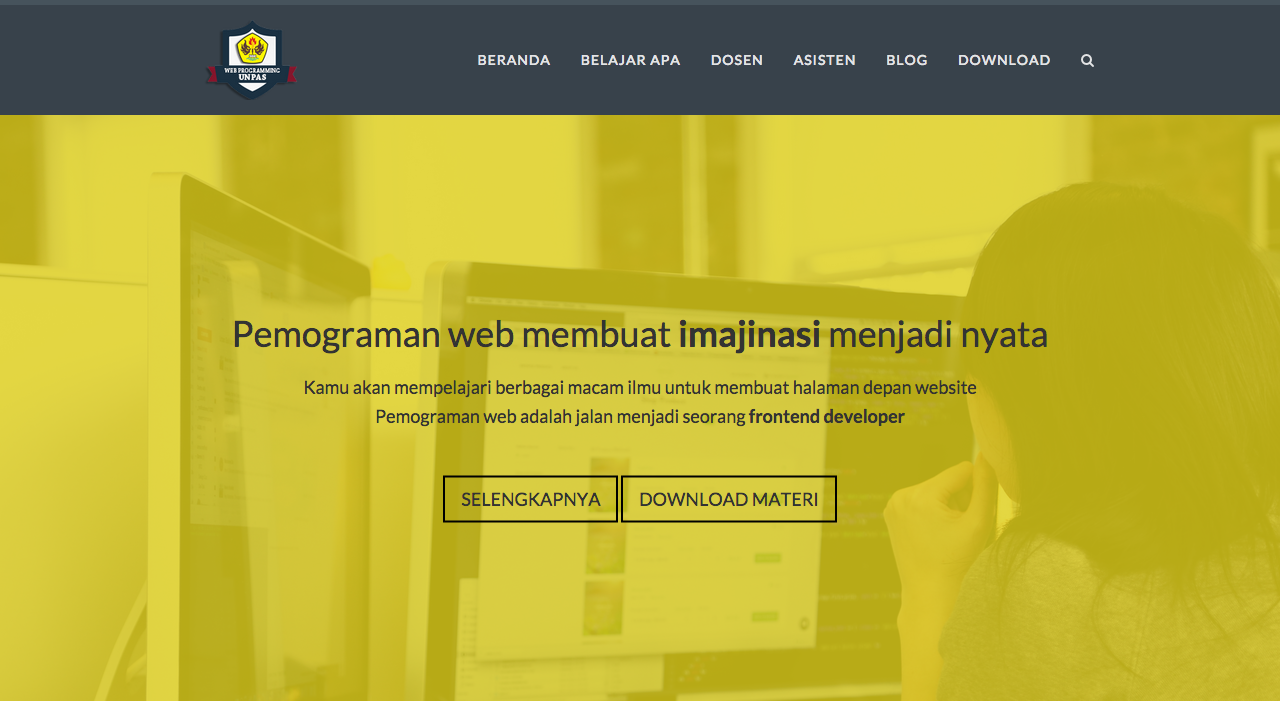 WEB PROGRAMMING
UNPAS
BERANDA BELAJAR APA DOSEN ASISTEN BLOG DOWNLOAD
Pemograman web membuat imajinasi menjadi nyata
Kamu akan mempelajari berbagai macam ilmu untuk membuat halaman depan website
Pemograman web adalah jalan menjadi seorang frontend developer
SELENGKAPNYA DOWNLOAD MATERI